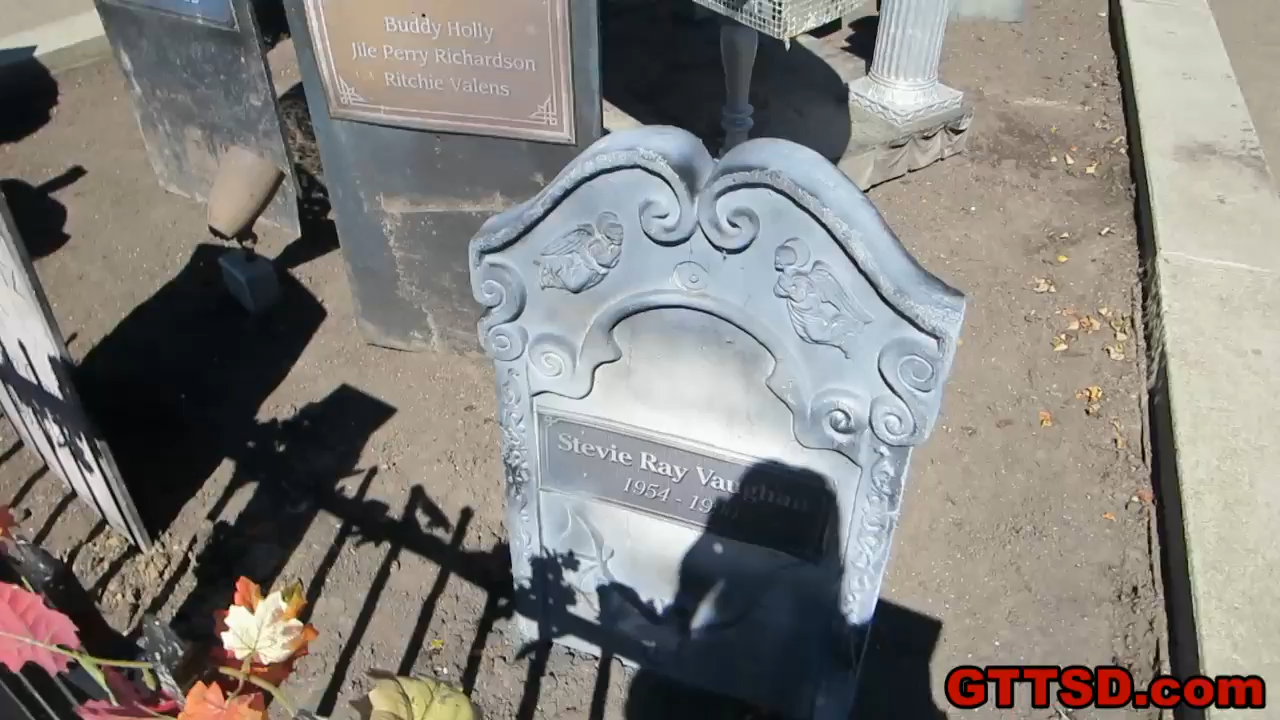 Buddy Holly
Jile Perry Richardson
Ritchie Valens
Stevie Ray Vaughan
1954 - 19
GTTSD.com